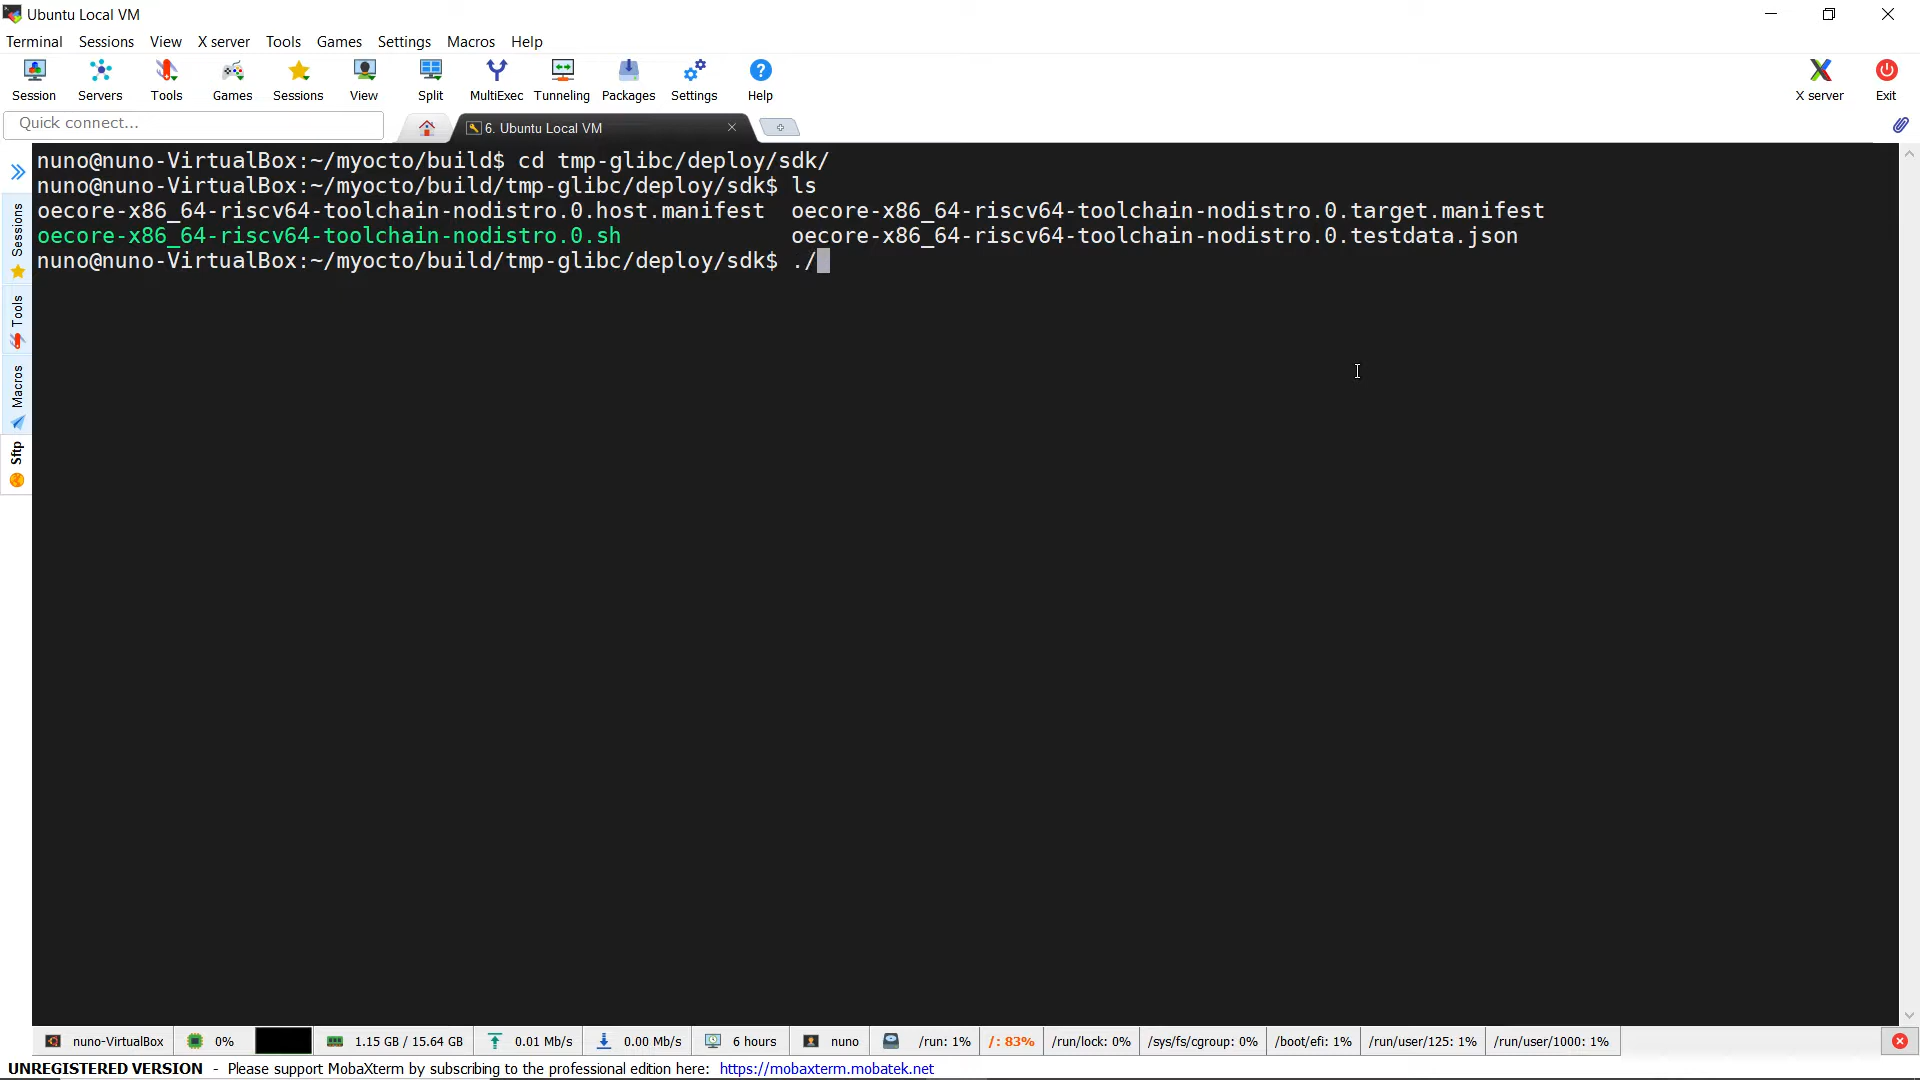 Ubuntu Local VM
Terminal Sessions View X server Tools Games Settings Macros Help
Session Servers Tools Games Sessions View Split MultiExec Tunneling Packages Settings Help X server Exit
Quick connect...
6. Ubuntu Local VM
nuno@nuno-VirtualBox:~/myocto/build$ cd tmp-glibc/deploy/sdk/
nuno@nuno-VirtualBox:~/myocto/build/tmp-glibc/deploy/sdk$ ls
oecore-x86_64-riscv64-toolchain-nodistro.0.host.manifest oecore-x86_64-riscv64-toolchain-nodistro.0.target.manifest
oecore-x86_64-riscv64-toolchain-nodistro.0.sh oecore-x86_64-riscv64-toolchain-nodistro.0.testdata.json
nuno@nuno-VirtualBox:~/myocto/build/tmp-glibc/deploy/sdk$ ./
Sessions
Tools
Macros
Sftp
nuno-VirtualBox 0% 1.15 GB / 15.64 GB 0.01 Mb/s 0.00 Mb/s 6 hours nuno /run: 1% /: 83% /run/lock: 0% /sys/fs/cgroup: 0% /boot/efi: 1% /run/user/125: 1% /run/user/1000: 1%
UNREGISTERED VERSION - Please support MobaXterm by subscribing to the professional edition here: https://mobaxterm.mobatek.net